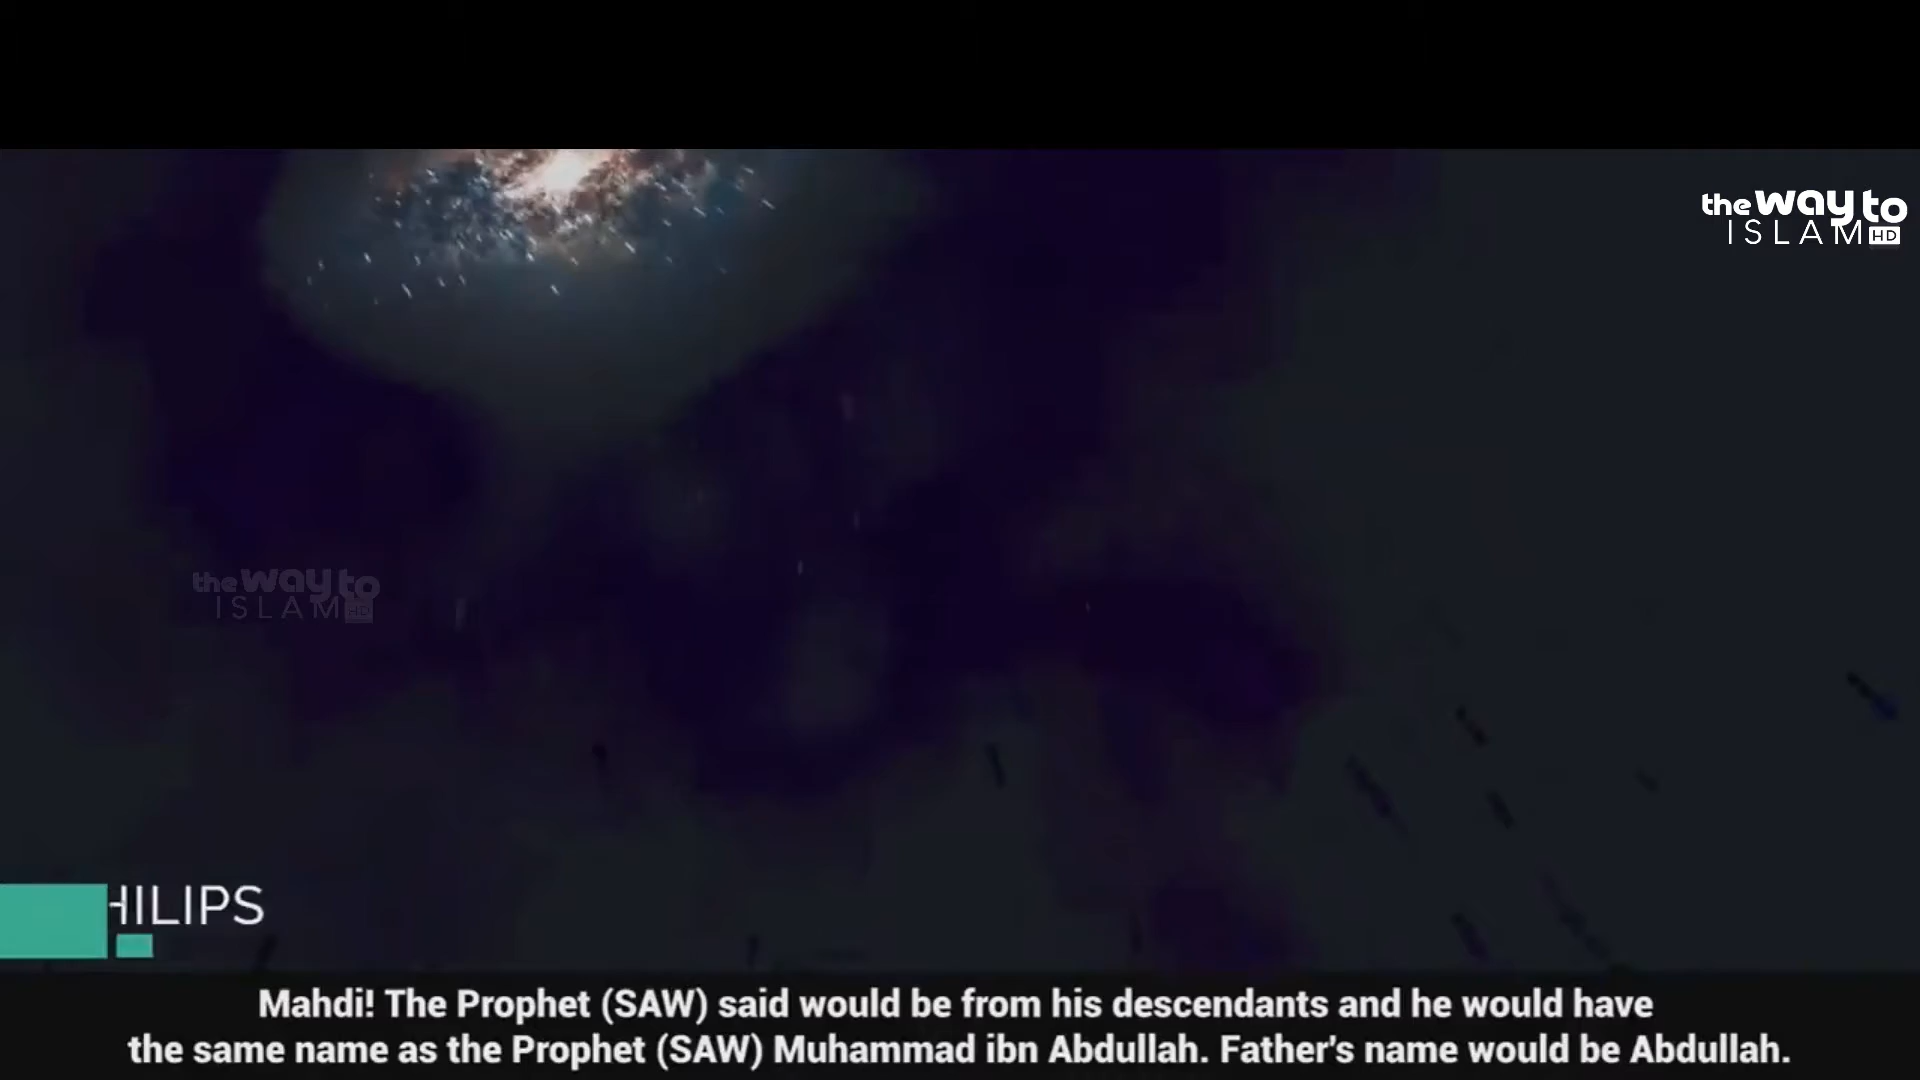 the way to
ISLAM HD
the way to
ISLAM HD
HILIPS
Mahdi! The Prophet (SAW) said would be from his descendants and he would have
the same name as the Prophet (SAW) Muhammad ibn Abdullah. Father's name would be Abdullah.